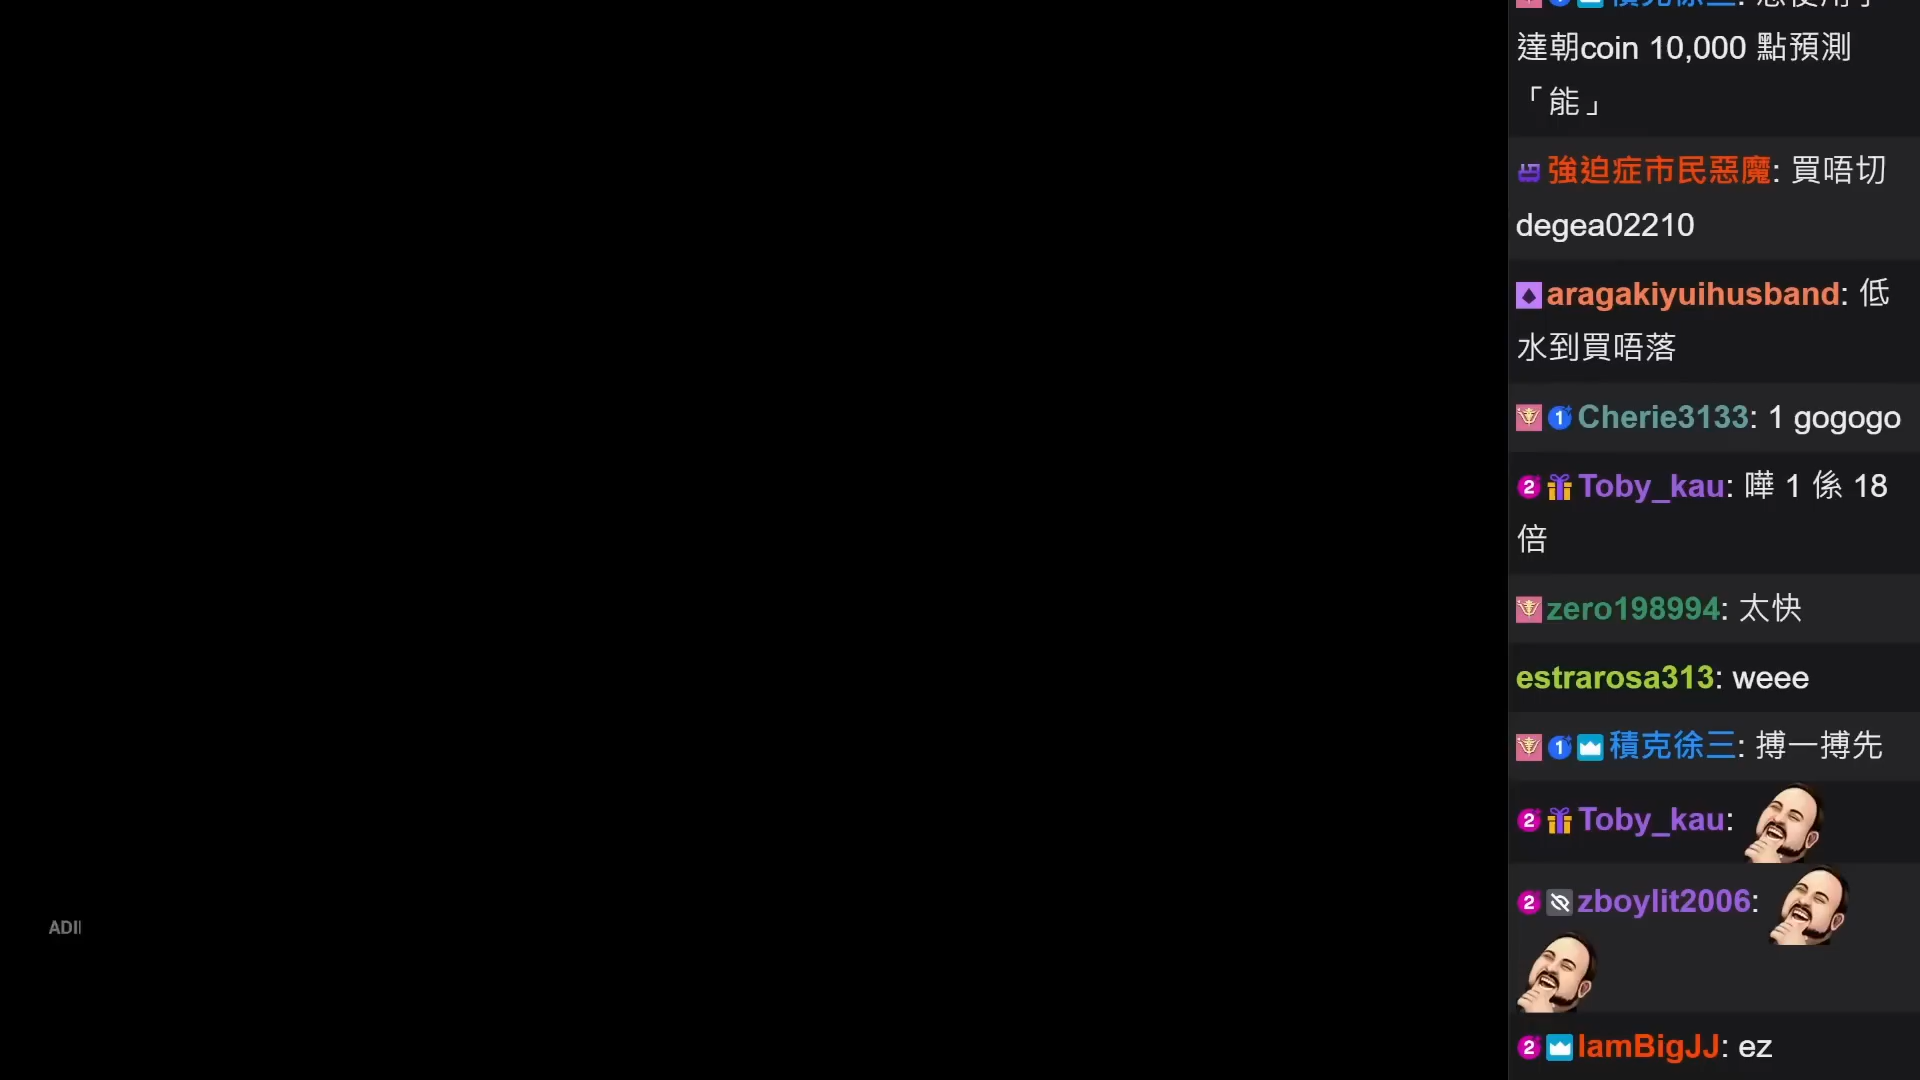 達朝coin 10,000 點預測
「能」
強迫症市民惡魔: 買唔切
degea02210
aragakiyuihusband: 低
水到買唔落
Cherie3133: 1 gogogo
Toby_kau: 嘩 1 係 18
倍
zero198994: 太快
estrarosa313: weee
積克徐三: 搏一搏先
Toby_kau:
zboylit2006:
IamBigJJ: ez